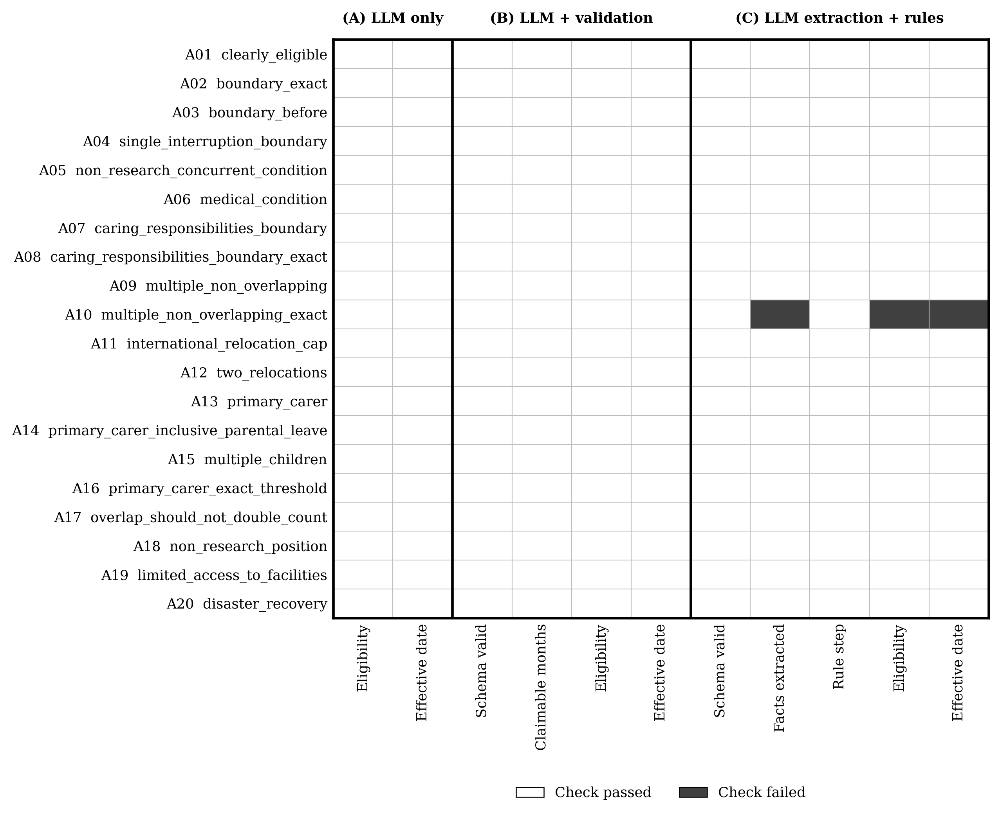 (A) LLM only (B) LLM + validation (C) LLM extraction + rules
A01 clearly_eligible
A02 boundary_exact
A03 boundary_before
A04 single_interruption_boundary
A05 non_research_concurrent_condition
A06 medical_condition
A07 caring_responsibilities_boundary
A08 caring_responsibilities_boundary_exact
A09 multiple_non_overlapping
A10 multiple_non_overlapping_exact
A11 international_relocation_cap
A12 two_relocations
A13 primary_carer
A14 primary_carer_inclusive_parental_leave
A15 multiple_children
A16 primary_carer_exact_threshold
A17 overlap_should_not_double_count
A18 non_research_position
A19 limited_access_to_facilities
A20 disaster_recovery
Eligibility
Effective date
Schema valid
Claimable months
Eligibility
Effective date
Schema valid
Facts extracted
Rule step
Eligibility
Effective date
Check passed Check failed